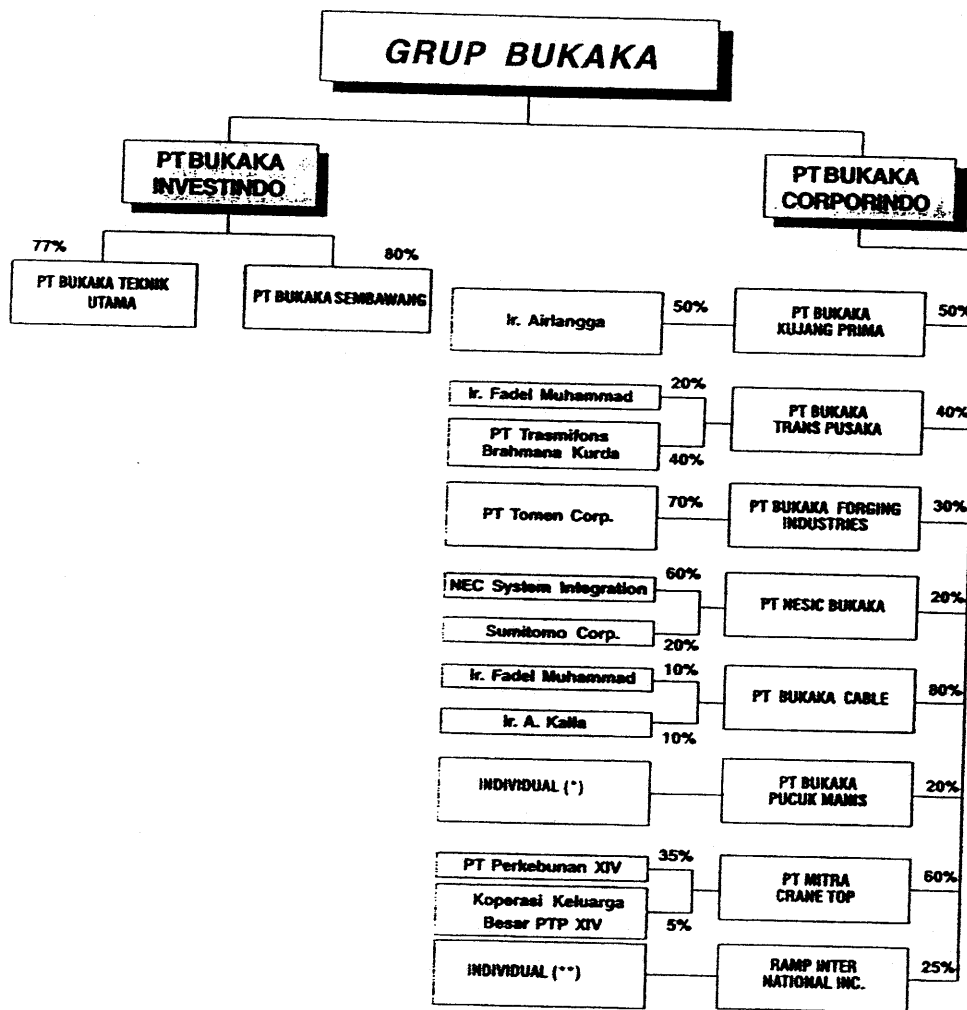 GRUP BUKAKA
PT BUKAKA
INVESTINDO
PT BUKAKA
CORPORINDO
77%
80%
PT BUKAKA TEKNIK
UTAMA
PT BUKAKA SEMBAWANG
Ir. Airlangga
50%
PT BUKAKA
KUJANG PRIMA
50%
Ir. Fadel Muhammad
20%
PT Trasmifons
Brahmana Kurda
40%
PT BUKAKA
TRANS PUSAKA
40%
PT Tomen Corp.
70%
PT BUKAKA FORGING
INDUSTRIES
30%
NEC System Integration
60%
Sumitomo Corp.
20%
PT NESIC BUKAKA
20%
Ir. Fadel Muhammad
10%
Ir. A. Kalla
10%
PT BUKAKA CABLE
80%
INDIVIDUAL (*)
PT BUKAKA
PUCUK MANIS
20%
PT Perkebunan XIV
35%
Koperasi Keluarga
Besar PTP XIV
5%
PT MITRA
CRANE TOP
60%
INDIVIDUAL (**)
RAMP INTER
NATIONAL INC.
25%